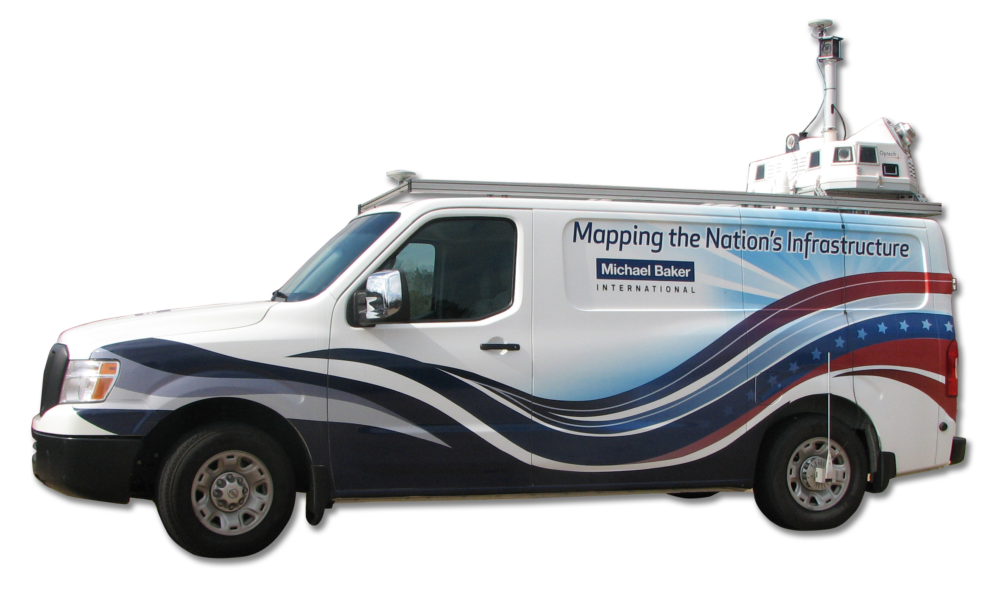 Optech
Mapping the Nation's Infrastructure
Michael Baker
INTERNATIONAL